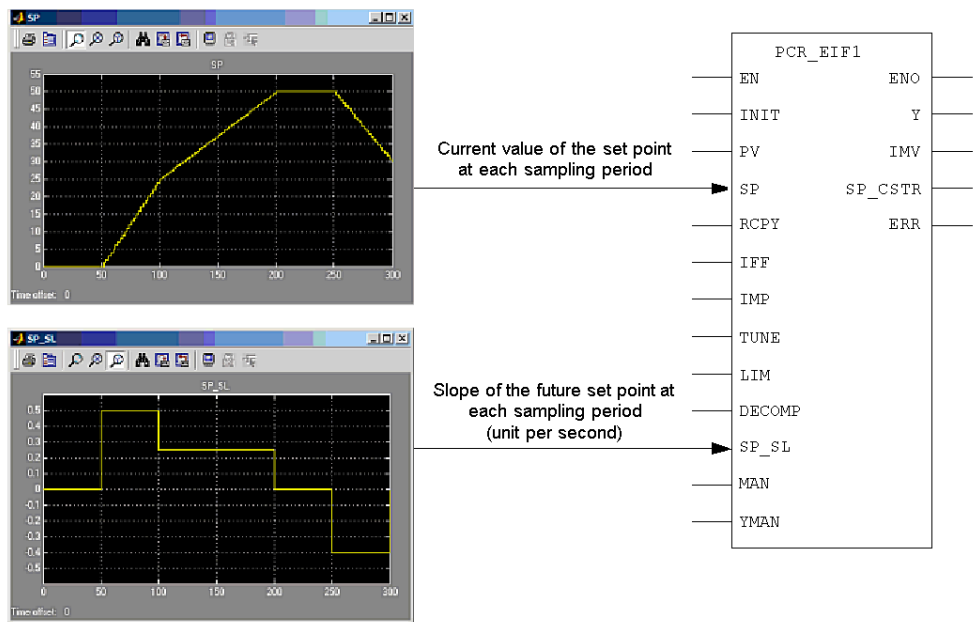 SP
SP
55
50
45
40
35
30
25
20
15
10
5
0
0
50
100
150
200
250
300
Time offset: 0
Current value of the set point
at each sampling period
SP_SL
SP_SL
0.5
0.4
0.3
0.2
0.1
0
-0.1
-0.2
-0.3
-0.4
-0.5
0
50
100
150
200
250
300
Time offset: 0
Slope of the future set point at
each sampling period
(unit per second)
PCR_EIF1
EN
ENO
INIT
Y
PV
IMV
SP
SP_CSTR
RCPY
ERR
IFF
IMP
TUNE
LIM
DECOMP
SP_SL
MAN
YMAN